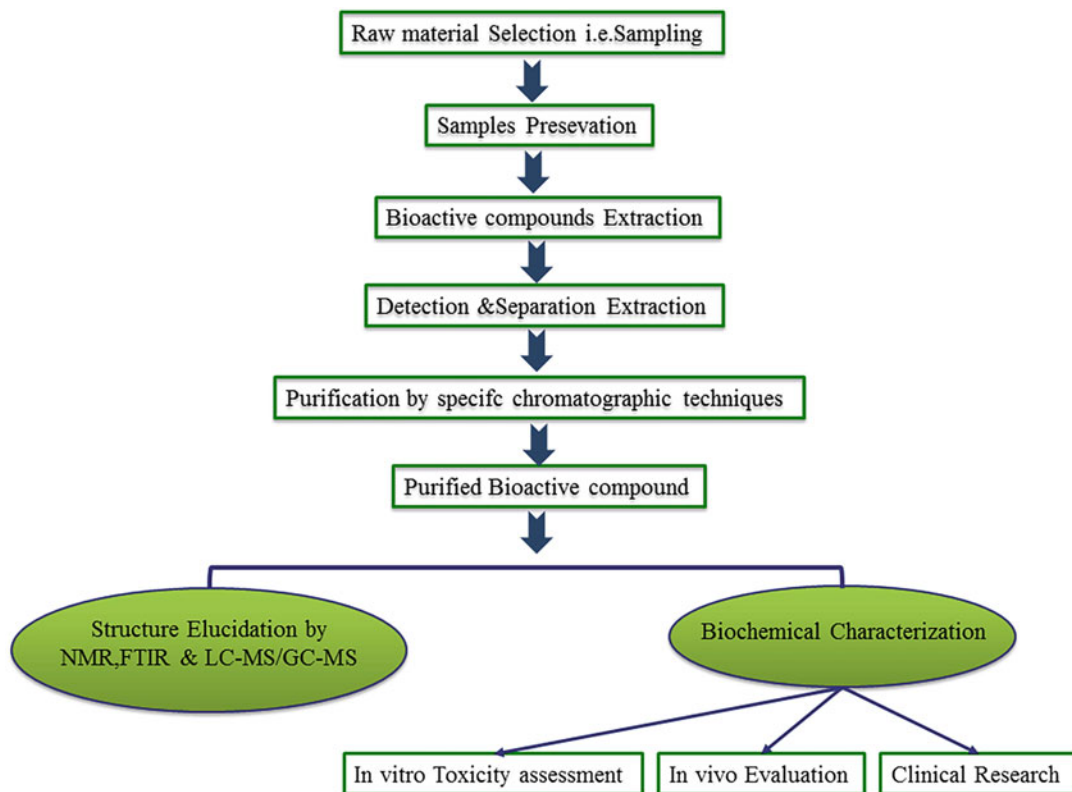 Raw material Selection i.e.Sampling
Samples Presevation
Bioactive compounds Extraction
Detection &Separation Extraction
Purification by specifc chromatographic techniques
Purified Bioactive compound
Structure Elucidation by
NMR,FTIR & LC-MS/GC-MS
Biochemical Characterization
In vitro Toxicity assessment
In vivo Evaluation
Clinical Research